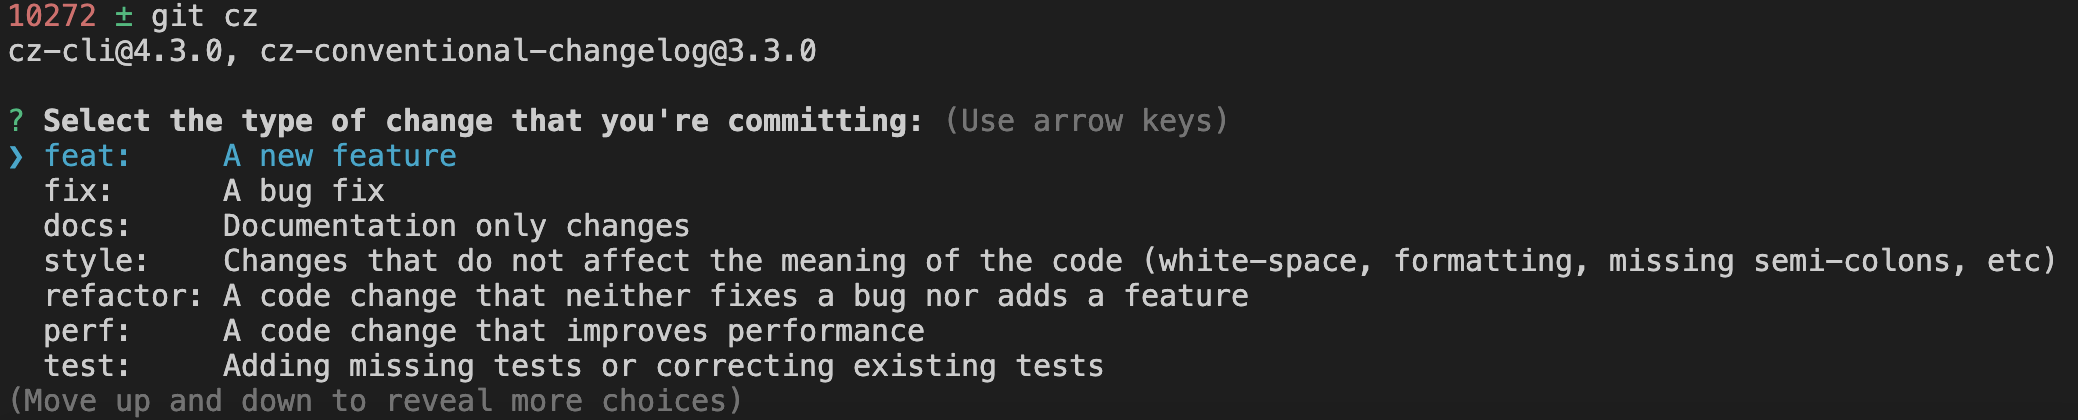 10272 ± git cz
cz-cli@4.3.0, cz-conventional-changelog@3.3.0
? Select the type of change that you're committing: (Use arrow keys)
❯ feat:     A new feature
  fix:      A bug fix
  docs:     Documentation only changes
  style:    Changes that do not affect the meaning of the code (white-space, formatting, missing semi-colons, etc)
  refactor: A code change that neither fixes a bug nor adds a feature
  perf:     A code change that improves performance
  test:     Adding missing tests or correcting existing tests
(Move up and down to reveal more choices)